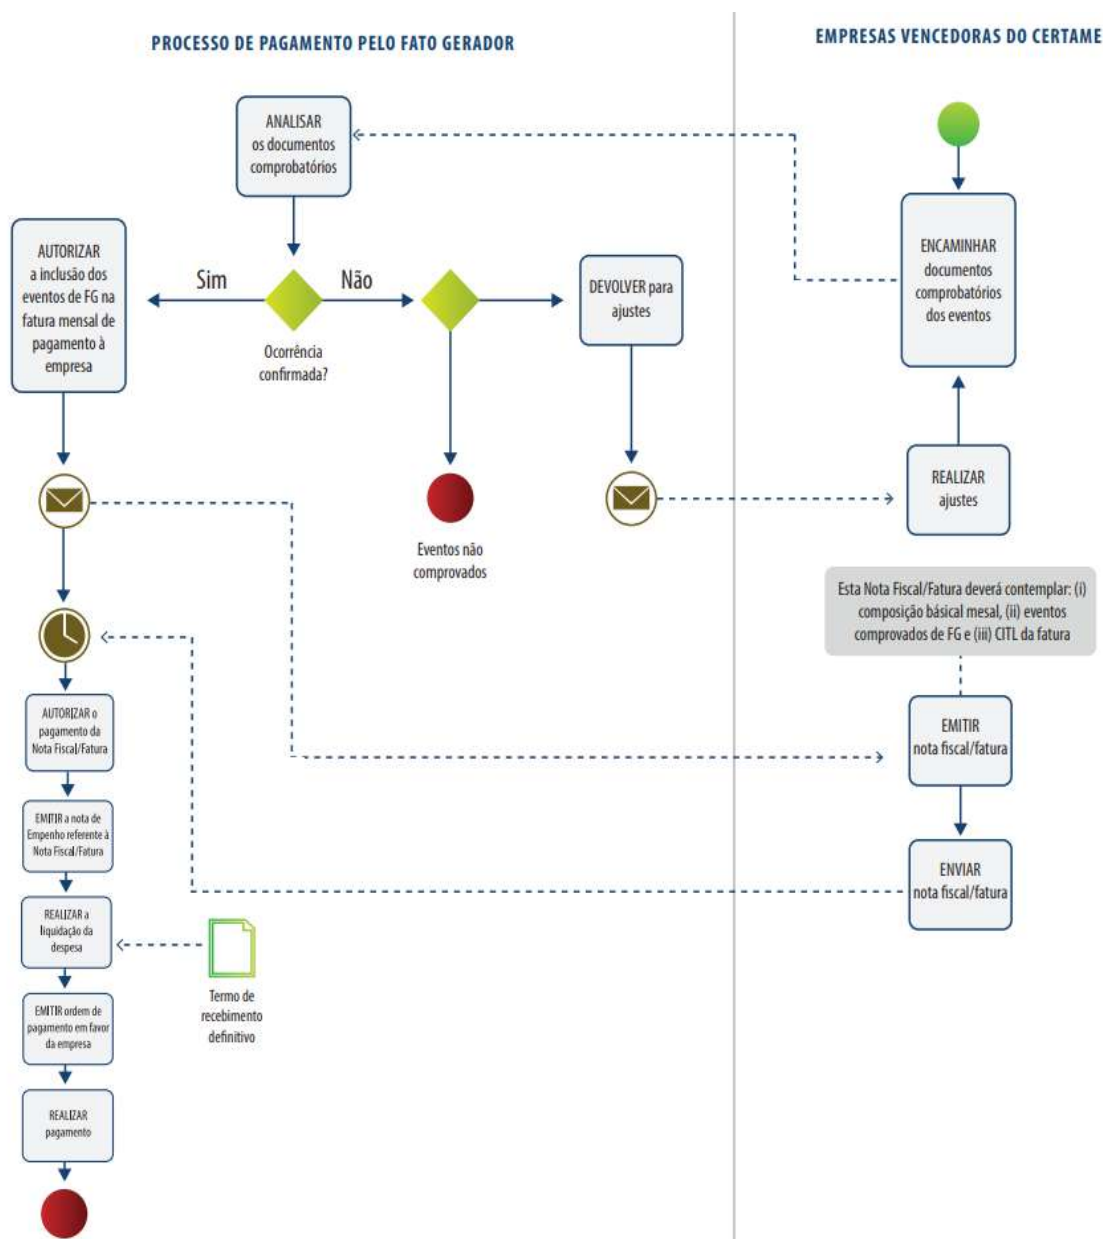 PROCESSO DE PAGAMENTO PELO FATO GERADOR
EMPRESAS VENCEDORAS DO CERTAME
ANALISAR
os documentos
comprobatórios
AUTORIZAR
a inclusão dos
eventos de FG na
fatura mensal de
pagamento à
empresa
Sim
Não
Ocorrência
confirmada?
DEVOLVER para
ajustes
ENCAMINHAR
documentos
comprobatórios
dos eventos
Eventos não
comprovados
REALIZAR
ajustes
Esta Nota Fiscal/Fatura deverá contemplar: (i)
composição básical mesal, (ii) eventos
comprovados de FG e (iii) CITL da fatura
AUTORIZAR o
pagamento da
Nota Fiscal/Fatura
EMITIR
nota fiscal/fatura
EMITIR a nota de
Empenho referente à
Nota Fiscal/Fatura
ENVIAR
nota fiscal/fatura
REALIZAR a
liquidação da
despesa
Termo de
recebimento
definitivo
EMITIR ordem de
pagamento em favor
da empresa
REALIZAR
pagamento